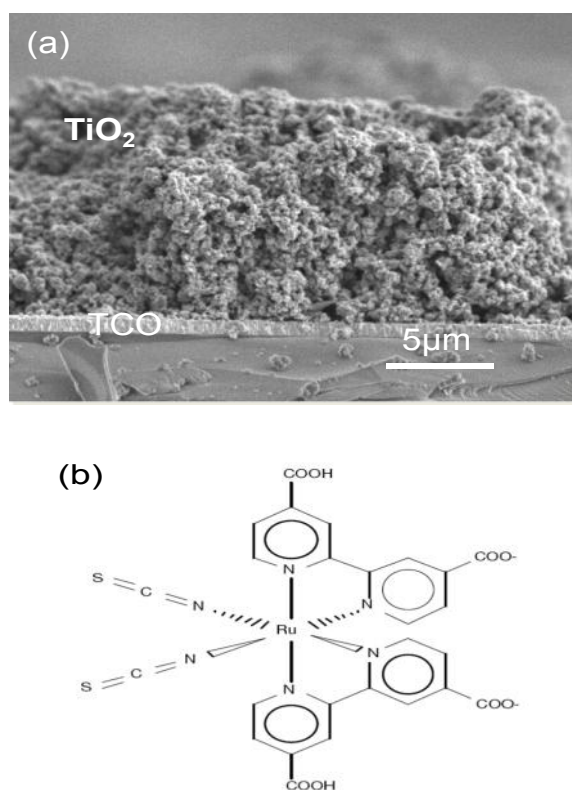 (a)
TiO₂
TCO
5µm
(b)
COOH
N
COO-
S C N N
Ru
S C N N
N
COO-
COOH